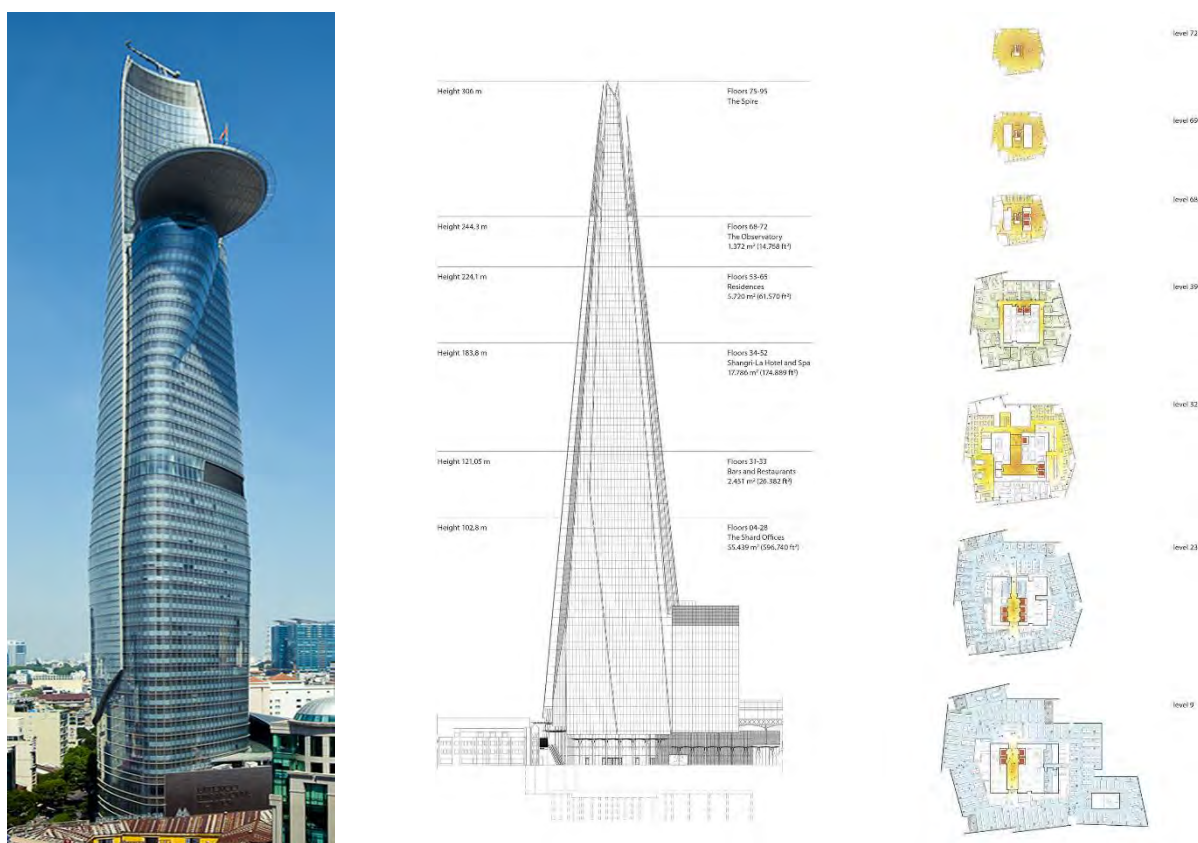 Height 306 m
Floors 75-95
The Spire
Height 244,3 m
Floors 68-72
The Observatory
1.372 m² (14.768 ft²)
Height 224,1 m
Floors 53-65
Residences
5.720 m² (61.570 ft²)
Height 183,8 m
Floors 34-52
Shangri-La Hotel and Spa
17.786 m² (174.889 ft²)
Height 121,05 m
Floors 31-33
Bars and Restaurants
2.451 m² (26.382 ft²)
Height 102,8 m
Floors 04-28
The Shard Offices
55.439 m² (596.740 ft²)
level 72
level 69
level 68
level 39
level 32
level 23
level 9